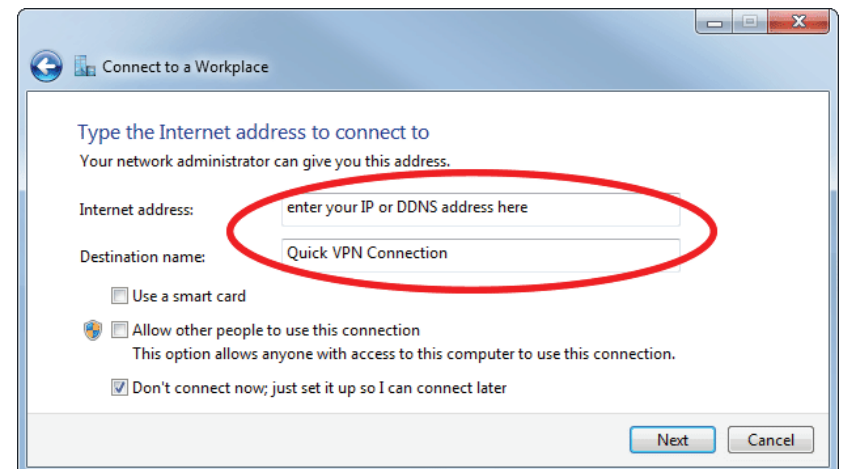 Connect to a Workplace
Type the Internet address to connect to
Your network administrator can give you this address.
Internet address: enter your IP or DDNS address here
Destination name: Quick VPN Connection
Use a smart card
Allow other people to use this connection
This option allows anyone with access to this computer to use this connection.
Don't connect now; just set it up so I can connect later
Next Cancel